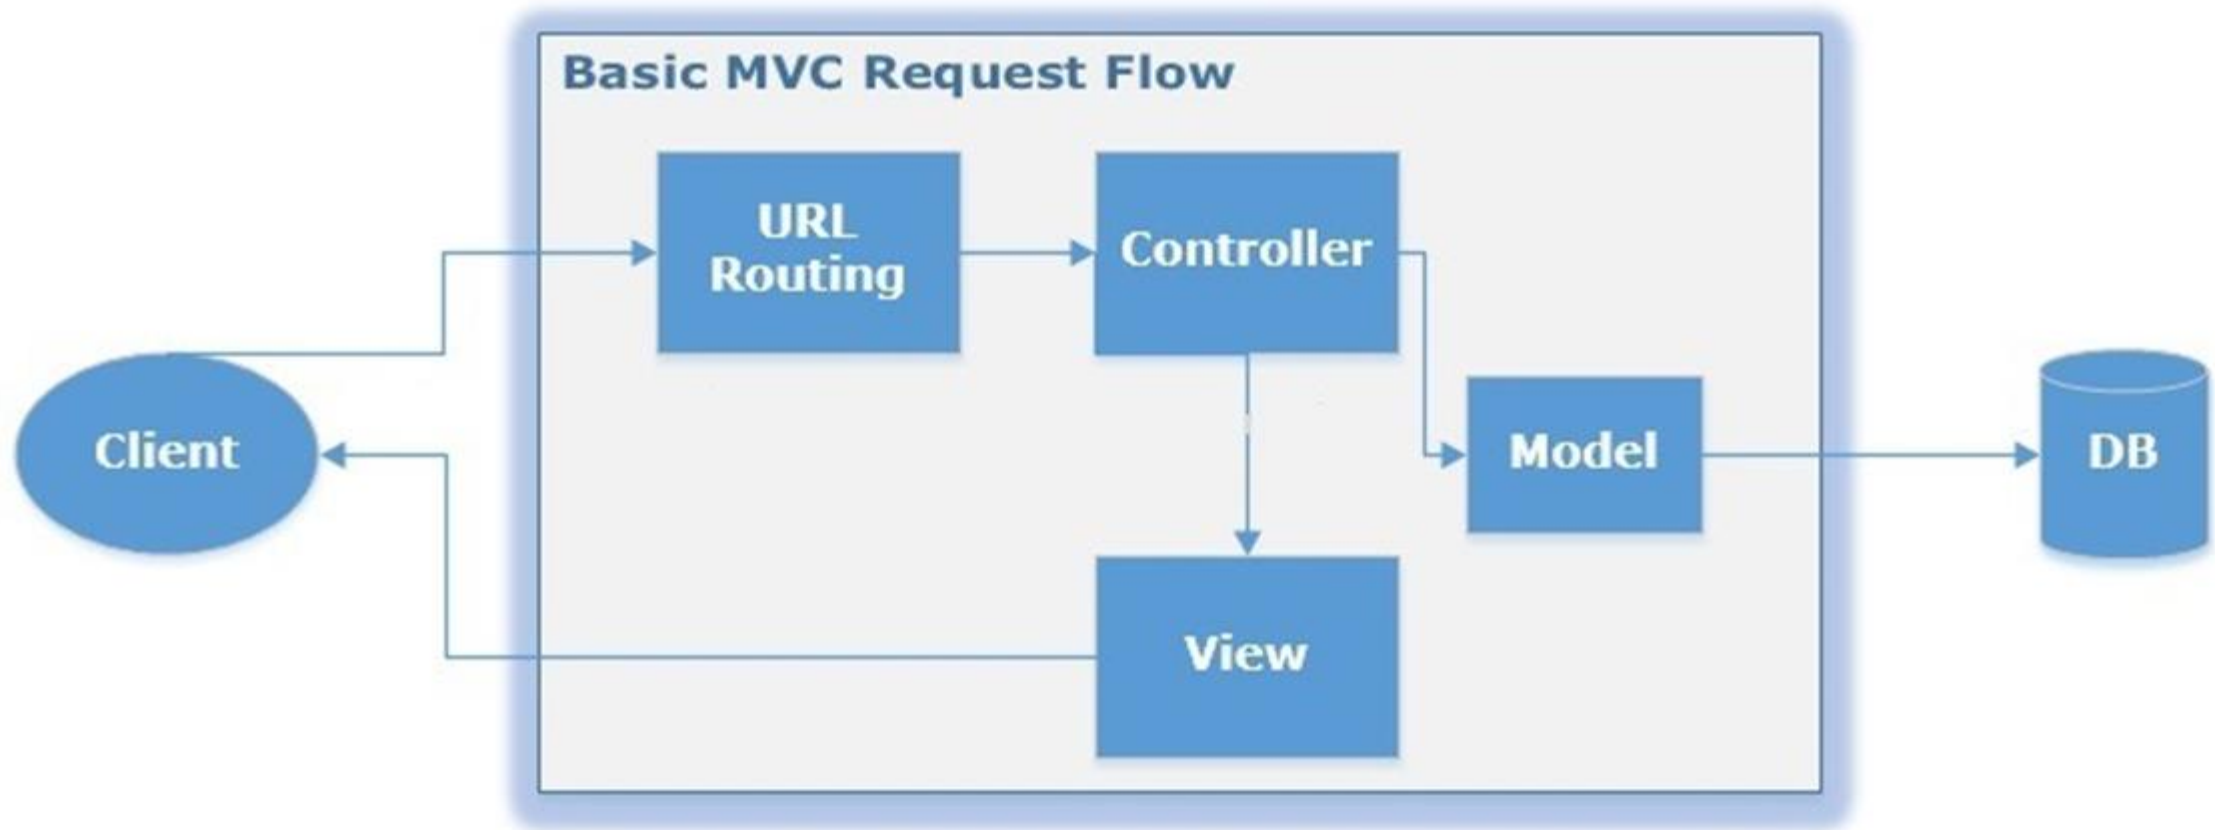 Basic MVC Request Flow
URL
Routing
Controller
Client
Model
DB
View